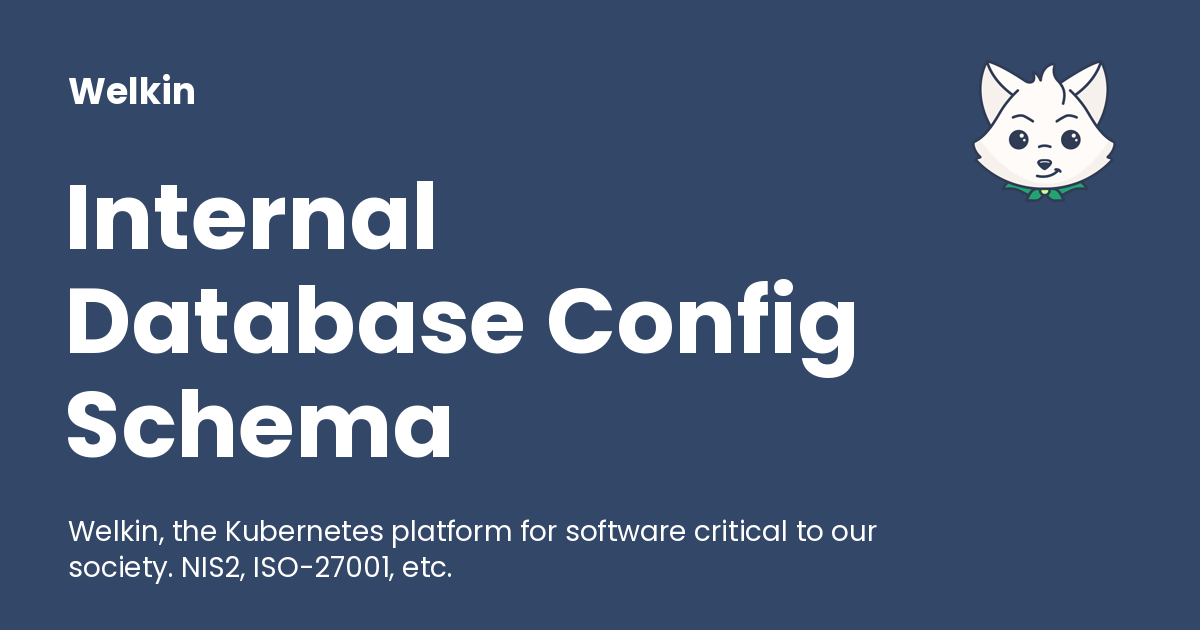 Welkin
Internal
Database Config
Schema
Welkin, the Kubernetes platform for software critical to our
society. NIS2, ISO-27001, etc.